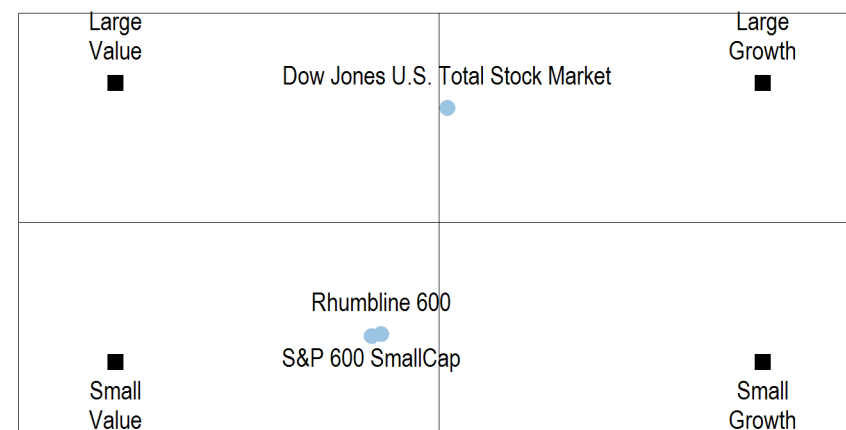 Large
Value
Large
Growth
Dow Jones U.S. Total Stock Market
Rhumbline 600
S&P 600 SmallCap
Small
Value
Small
Growth